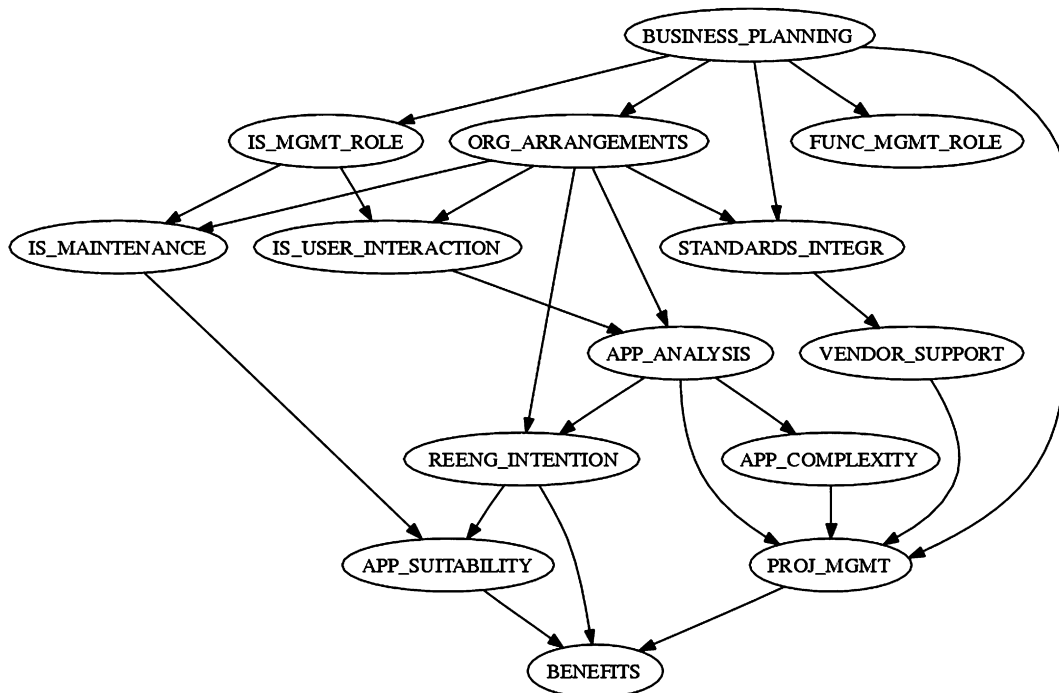 BUSINESS_PLANNING
IS_MGMT_ROLE
ORG_ARRANGEMENTS
FUNC_MGMT_ROLE
IS_MAINTENANCE
IS_USER_INTERACTION
STANDARDS_INTEGR
APP_ANALYSIS
VENDOR_SUPPORT
REENG_INTENTION
APP_COMPLEXITY
APP_SUITABILITY
PROJ_MGMT
BENEFITS